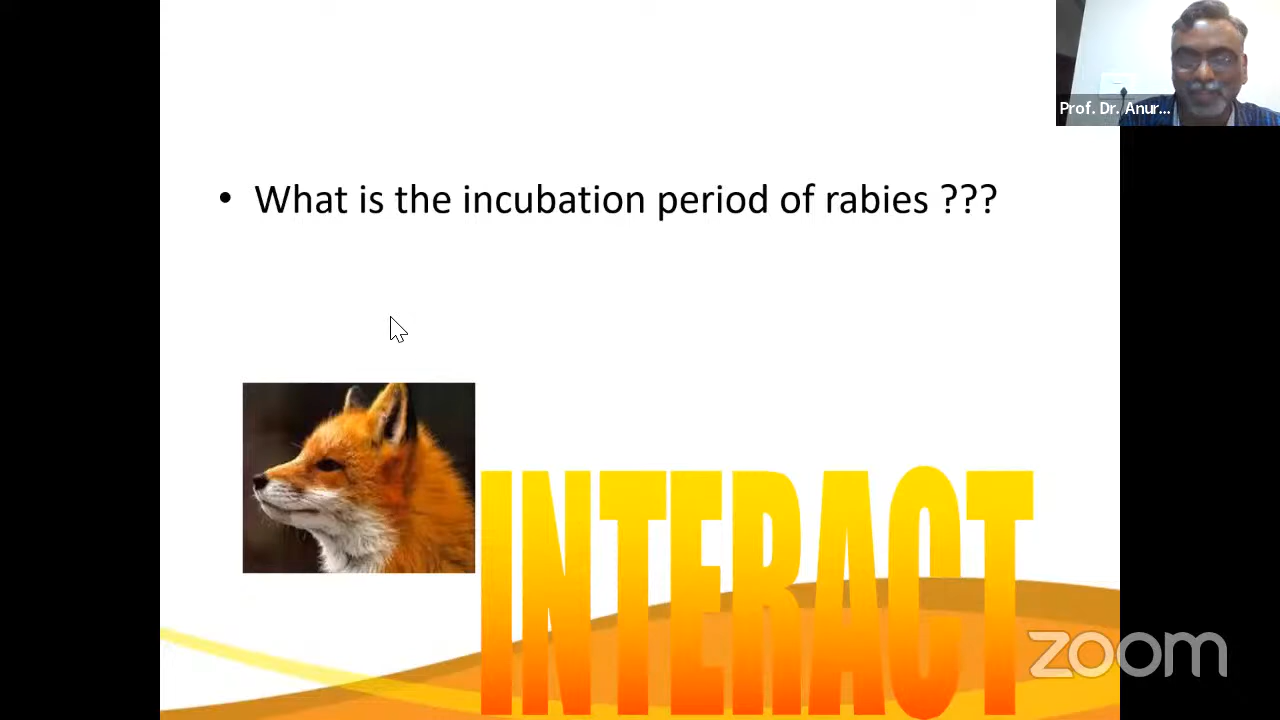 Prof. Dr. Anur...
• What is the incubation period of rabies ???
INTERACT
zoom